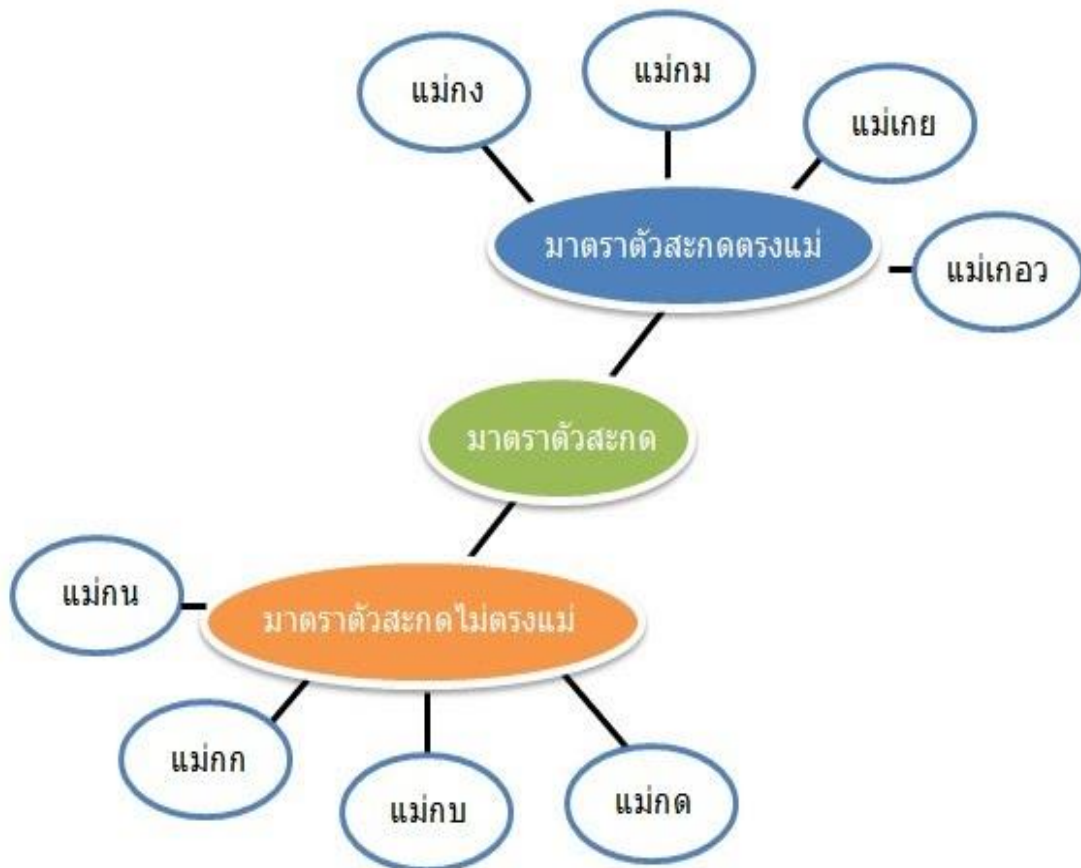 แม่กง
แม่กม
แม่เกย
แม่เกอว
มาตราตัวสะกดตรงแม่
มาตราตัวสะกด
มาตราตัวสะกดไม่ตรงแม่
แม่กน
แม่กก
แม่กบ
แม่กด